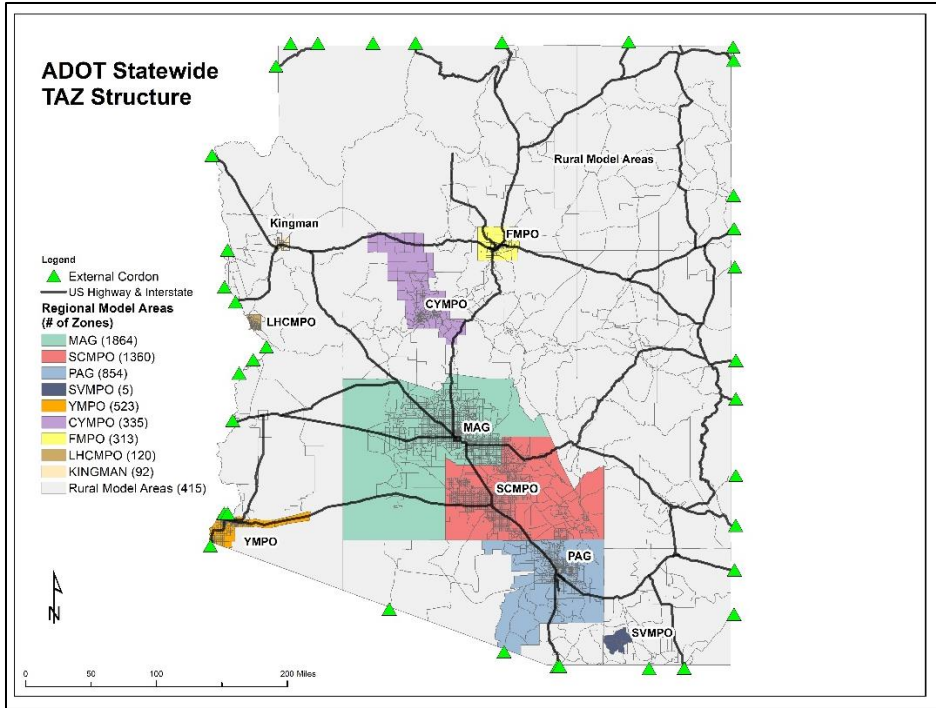 ADOT Statewide
TAZ Structure
Rural Model Areas
Kingman
FMPO
Legend
External Cordon
US Highway & Interstate
Regional Model Areas
(# of Zones)
MAG (1864)
SCMPO (1360)
PAG (854)
SVMPO (5)
YMPO (523)
CYMPO (335)
FMPO (313)
LHCMPO (120)
KINGMAN (92)
Rural Model Areas (415)
CYMPO
LHCMPO
MAG
SCMPO
YMPO
PAG
SVMPO
N
0 50 100 200 Miles